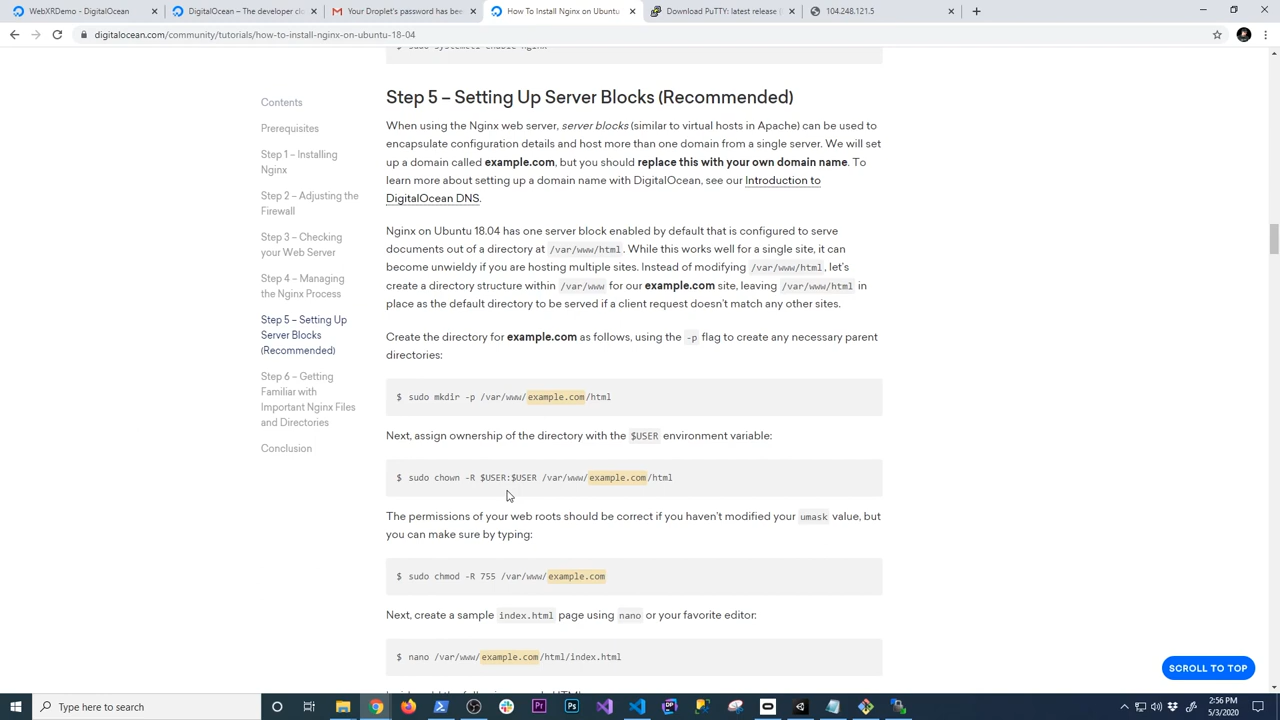 WebXRDemo - DigitalOcean
DigitalOcean – The developer cl
Your Droplet's password has bee
How To Install Nginx on Ubuntu
Download PuTTY: latest release (
104.248.121.5
digitalocean.com/community/tutorials/how-to-install-nginx-on-ubuntu-18-04
$ sudo systemctl enable nginx
Contents
Prerequisites
Step 1 – Installing
Nginx
Step 2 – Adjusting the
Firewall
Step 3 – Checking
your Web Server
Step 4 – Managing
the Nginx Process
Step 5 – Setting Up
Server Blocks
(Recommended)
Step 6 – Getting
Familiar with
Important Nginx Files
and Directories
Conclusion
Step 5 – Setting Up Server Blocks (Recommended)
When using the Nginx web server, server blocks (similar to virtual hosts in Apache) can be used to
encapsulate configuration details and host more than one domain from a single server. We will set
up a domain called example.com, but you should replace this with your own domain name. To
learn more about setting up a domain name with DigitalOcean, see our Introduction to
DigitalOcean DNS.
Nginx on Ubuntu 18.04 has one server block enabled by default that is configured to serve
documents out of a directory at /var/www/html. While this works well for a single site, it can
become unwieldy if you are hosting multiple sites. Instead of modifying /var/www/html, let's
create a directory structure within /var/www for our example.com site, leaving /var/www/html in
place as the default directory to be served if a client request doesn't match any other sites.
Create the directory for example.com as follows, using the -p flag to create any necessary parent
directories:
$ sudo mkdir -p /var/www/example.com/html
Next, assign ownership of the directory with the $USER environment variable:
$ sudo chown -R $USER:$USER /var/www/example.com/html
The permissions of your web roots should be correct if you haven't modified your umask value, but
you can make sure by typing:
$ sudo chmod -R 755 /var/www/example.com
Next, create a sample index.html page using nano or your favorite editor:
$ nano /var/www/example.com/html/index.html
SCROLL TO TOP
Type here to search
2:56 PM
5/3/2020